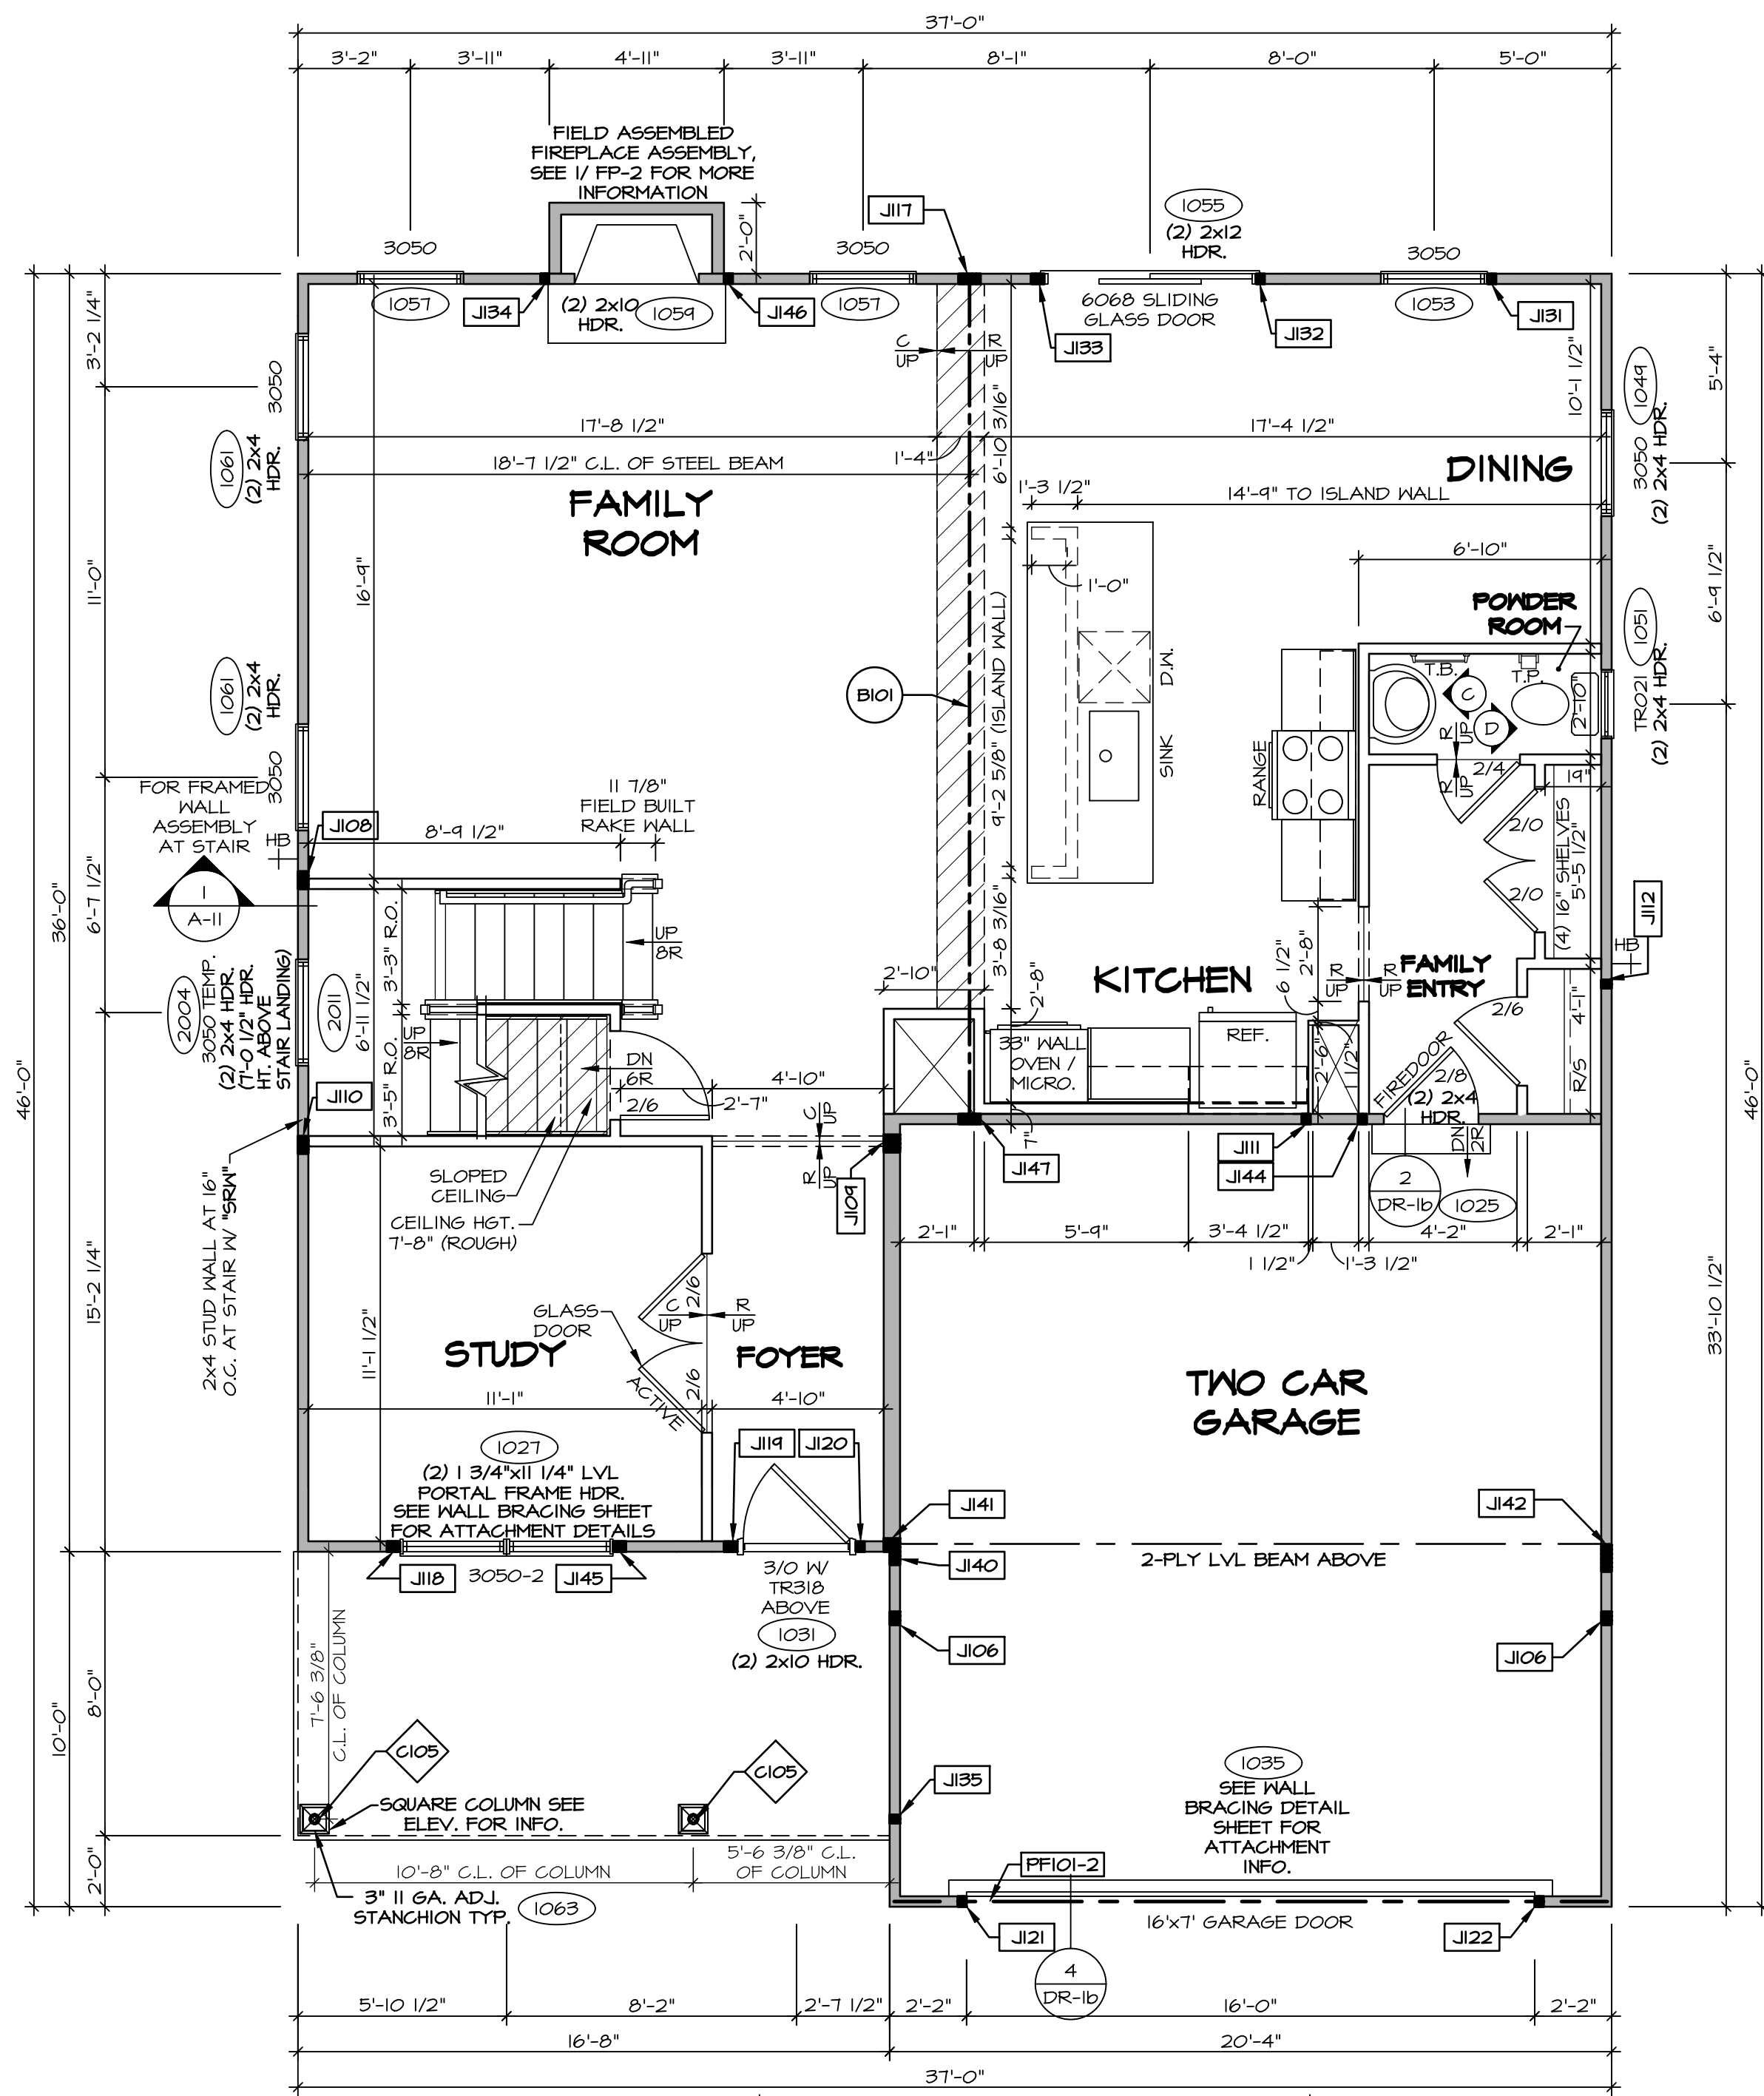 37'-0"
3'-2"
3'-11"
4'-11"
3'-11"
8'-1"
8'-0"
5'-0"
FIELD ASSEMBLED
FIREPLACE ASSEMBLY,
SEE 1/ FP-2 FOR MORE
INFORMATION
2'-0"
J117
1055
(2) 2x12
HDR.
3050
3050
3050
1057
J134
(2) 2x10
HDR.
1059
J146
1057
6068 SLIDING
GLASS DOOR
J133
J132
1053
J131
C
UP
R
UP
3'-2 1/4"
3050
1061
(2) 2x4
HDR.
17'-8 1/2"
1'-4"
6'-10 3/16"
17'-4 1/2"
10'-1 1/2"
18'-7 1/2" C.L. OF STEEL BEAM
1049
3050
(2) 2x4 HDR.
5'-4"
DINING
FAMILY
ROOM
1'-3 1/2"
14'-9" TO ISLAND WALL
6'-10"
11'-0"
16'-9"
1'-0"
POWDER
ROOM
1051
TR021
(2) 2x4 HDR.
6'-9 1/2"
9'-2 5/8" (ISLAND WALL)
D.W.
SINK
RANGE
T.B.
T.P.
C
D
2'-10"
R
UP
R
UP
2/4
19"
B101
1061
(2) 2x4
HDR.
3050
FOR FRAMED
WALL
ASSEMBLY
AT STAIR
HB
1
A-11
J108
8'-9 1/2"
11 7/8"
FIELD BUILT
RAKE WALL
2/0
2/0
(4) 16" SHELVES
5'-5 1/2"
J112
HB
36'-0"
46'-0"
6'-7 1/2"
2004
3050 TEMP.
(2) 2x4 HDR.
(7'-0 1/2" HDR.
HT. ABOVE
STAIR LANDING)
2011
6'-11 1/2"
3'-3" R.O.
3'-5" R.O.
UP
8R
UP
8R
DN
6R
2/6
2'-7"
4'-10"
2'-10"
3'-8 3/16"
2'-8"
KITCHEN
6 1/2"
2'-8"
R
UP
R
UP
FAMILY
ENTRY
2/6
4'-1"
R/S
33" WALL
OVEN /
MICRO.
REF.
2'-6"
1 1/2"
FIREDOOR
2/8
(2) 2x4
HDR.
DN
2R
46'-0"
J110
C
UP
R
UP
7"
J147
J111
J144
J109
2
DR-1b
1025
2x4 STUD WALL AT 16"
O.C. AT STAIR W/ "SRW"
SLOPED
CEILING
CEILING HGT.
7'-8" (ROUGH)
2'-1"
5'-9"
3'-4 1/2"
4'-2"
2'-1"
1 1/2"
1'-3 1/2"
15'-2 1/4"
33'-10 1/2"
11'-1 1/2"
GLASS
DOOR
C
UP
R
UP
2/6
2/6
ACTIVE
STUDY
FOYER
11'-1"
4'-10"
TWO CAR
GARAGE
1027
(2) 1 3/4"x11 1/4" LVL
PORTAL FRAME HDR.
SEE WALL BRACING SHEET
FOR ATTACHMENT DETAILS
J119
J120
J141
J142
J118
3050-2
J145
3/0 W/
TR318
ABOVE
1031
(2) 2x10 HDR.
J140
2-PLY LVL BEAM ABOVE
J106
J106
10'-0"
8'-0"
2'-0"
7'-6 3/8"
C.L. OF COLUMN
C105
C105
SQUARE COLUMN SEE
ELEV. FOR INFO.
J135
1035
SEE WALL
BRACING DETAIL
SHEET FOR
ATTACHMENT
INFO.
10'-8" C.L. OF COLUMN
5'-6 3/8" C.L.
OF COLUMN
3" 11 GA. ADJ.
STANCHION TYP.
1063
PF101-2
16'x7' GARAGE DOOR
J121
J122
4
DR-1b
5'-10 1/2"
8'-2"
2'-7 1/2"
2'-2"
16'-0"
2'-2"
16'-8"
20'-4"
37'-0"